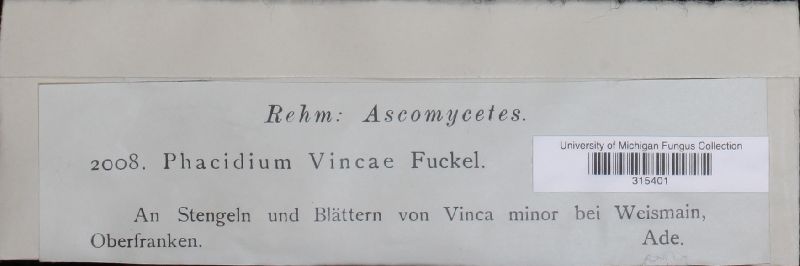 Rehm: Ascomycetes.
2008. Phacidium Vincae Fuckel.
University of Michigan Fungus Collection
315401
An Stengeln und Blättern von Vinca minor bei Weismain,
Oberfranken. Ade.